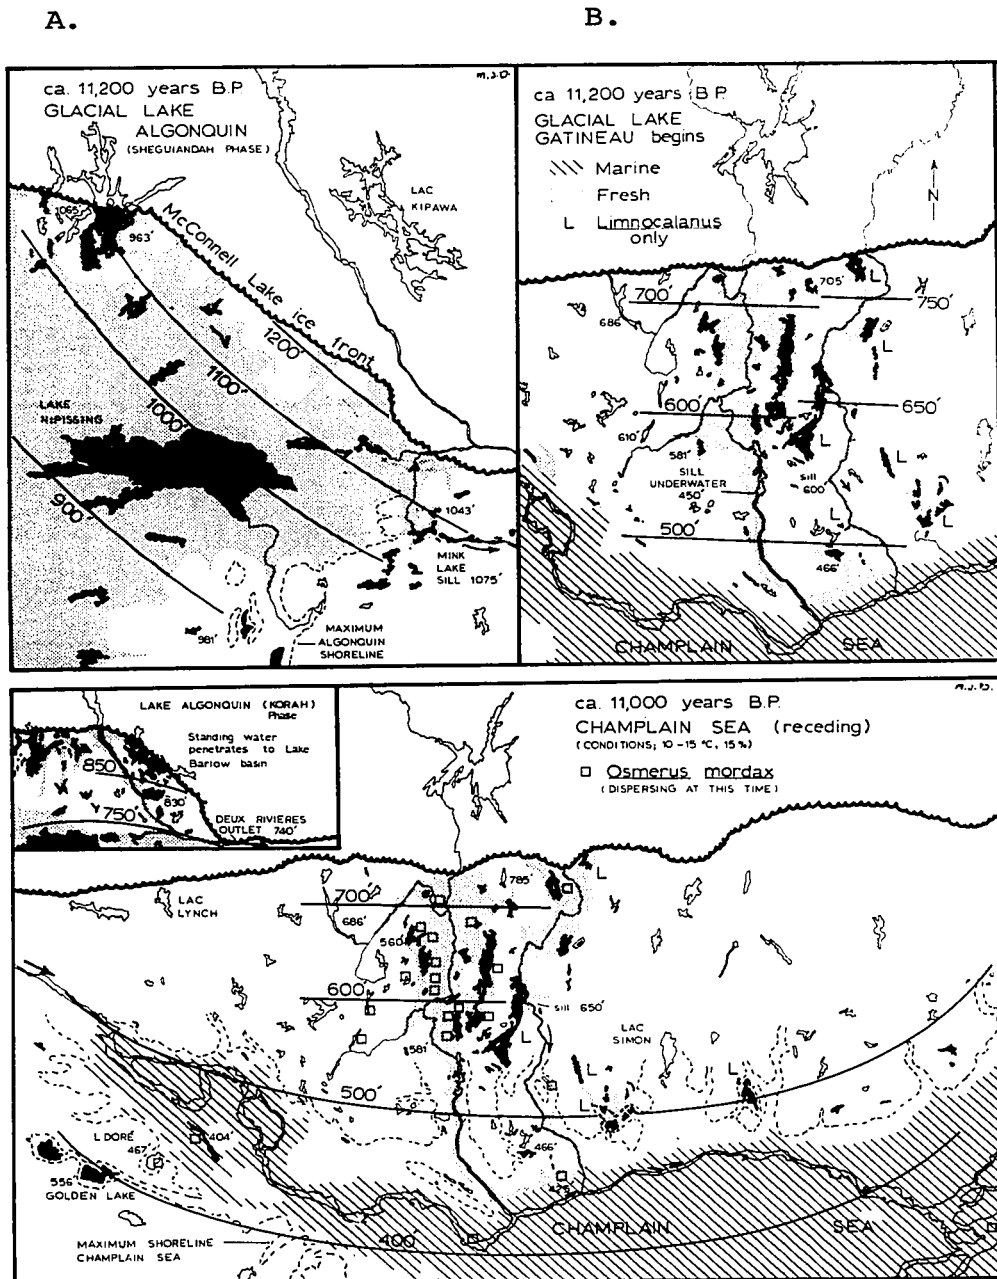 A.
B.
M.J.D.
ca. 11,200 years B.P.
GLACIAL LAKE
ALGONQUIN
(SHEGUIANDAH PHASE)
LAC
KIPAWA
1065'
963'
McConnell Lake ice front
1200'
1100'
1000'
LAKE
NIPISSING
900'
1043'
MINK
LAKE
SILL 1075'
981'
MAXIMUM
ALGONQUIN
SHORELINE
ca 11,200 years B.P.
GLACIAL LAKE
GATINEAU begins
Marine
Fresh
L Limnocalanus
only
N
705'
L
700'
750'
686'
L
600'
650'
610'
581'
L
L
SILL
UNDERWATER
450'
sill
600'
L
L
500'
466'
CHAMPLAIN SEA
LAKE ALGONQUIN (KORAH)
Phase
Standing water
penetrates to Lake
Barlow basin
850'
830'
750'
DEUX RIVIERES
OUTLET 740'
ca. 11,000 years B.P.
CHAMPLAIN SEA (receding)
(CONDITIONS; 10-15 °C, 15%)
Osmerus mordax
(DISPERSING AT THIS TIME)
L
LAC
LYNCH
700'
785'
686'
560'
600'
sill 650'
581'
L
LAC
SIMON
L
L
500'
L
L DORÉ
467'
404'
466'
556'
GOLDEN LAKE
400'
CHAMPLAIN SEA
MAXIMUM SHORELINE
CHAMPLAIN SEA